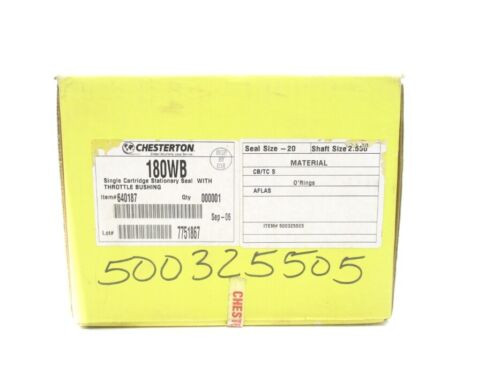 CHESTERTON
180WB
Single Cartridge Stationary Seal WITH
THROTTLE BUSHING
Item# 640187 Qty 000001
Sep-06
Lot# 7751867
Seal Size -20 Shaft Size 2.500
MATERIAL
CB/TC S
O'Rings
AFLAS
ITEM# 500325505
500325505
CHEST